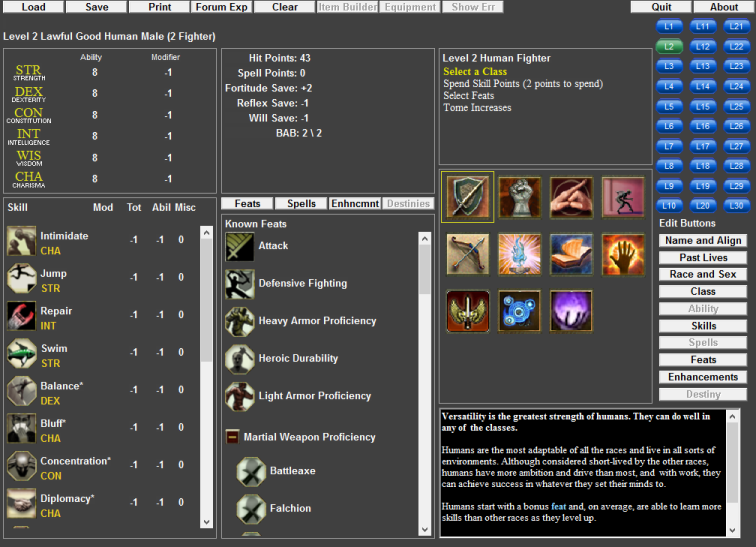 Load Save Print Forum Exp Clear Item Builder Equipment Show Err Quit About
Level 2 Lawful Good Human Male (2 Fighter)
Ability Modifier
STR 8 -1
STRENGTH
DEX 8 -1
DEXTERITY
CON 8 -1
CONSTITUTION
INT 8 -1
INTELLIGENCE
WIS 8 -1
WISDOM
CHA 8 -1
CHARISMA
Hit Points: 43
Spell Points: 0
Fortitude Save: +2
Reflex Save: -1
Will Save: -1
BAB: 2 \ 2
Level 2 Human Fighter
Select a Class
Spend Skill Points (2 points to spend)
Select Feats
Tome Increases
L1 L11 L21
L2 L12 L22
L3 L13 L23
L4 L14 L24
L5 L15 L25
L6 L16 L26
L7 L17 L27
L8 L18 L28
L9 L19 L29
L10 L20 L30
Skill Mod Tot Abil Misc
Intimidate -1 -1 0
CHA
Jump -1 -1 0
STR
Repair -1 -1 0
INT
Swim -1 -1 0
STR
Balance* -1 -1 0
DEX
Bluff* -1 -1 0
CHA
Concentration* -1 -1 0
CON
Diplomacy* -1 -1 0
CHA
Feats Spells Enhncmnt Destinies
Known Feats
Attack
Defensive Fighting
Heavy Armor Proficiency
Heroic Durability
Light Armor Proficiency
Martial Weapon Proficiency
Battleaxe
Falchion
Edit Buttons
Name and Align
Past Lives
Race and Sex
Class
Ability
Skills
Spells
Feats
Enhancements
Destiny
Versatility is the greatest strength of humans. They can do well in
any of the classes.
Humans are the most adaptable of all the races and live in all sorts of
environments. Although considered short-lived by the other races,
humans have more ambition and drive than most, and with work, they
can achieve success in whatever they set their minds to.
Humans start with a bonus feat and, on average, are able to learn more
skills than other races as they level up.